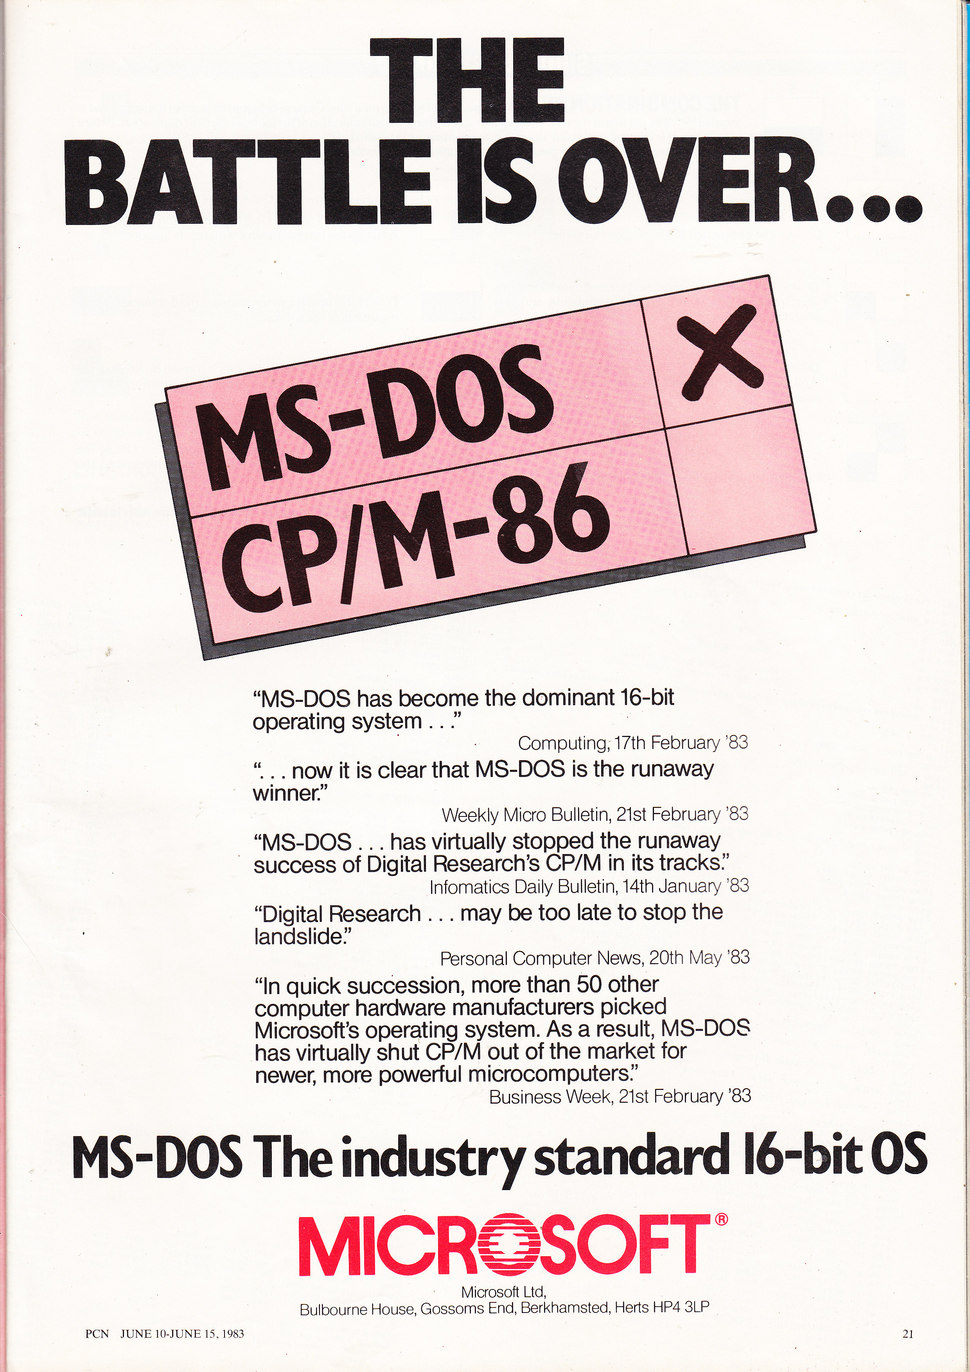 THE
BATTLE IS OVER...
MS-DOS X
CP/M-86
“MS-DOS has become the dominant 16-bit
operating system . . .”
Computing, 17th February ’83
“. . . now it is clear that MS-DOS is the runaway
winner.”
Weekly Micro Bulletin, 21st February ’83
“MS-DOS . . . has virtually stopped the runaway
success of Digital Research’s CP/M in its tracks.”
Infomatics Daily Bulletin, 14th January ’83
“Digital Research . . . may be too late to stop the
landslide.”
Personal Computer News, 20th May ’83
“In quick succession, more than 50 other
computer hardware manufacturers picked
Microsoft’s operating system. As a result, MS-DOS
has virtually shut CP/M out of the market for
newer, more powerful microcomputers.”
Business Week, 21st February ’83
MS-DOS The industry standard 16-bit OS
MICROSOFT®
Microsoft Ltd,
Bulbourne House, Gossoms End, Berkhamsted, Herts HP4 3LP
PCN JUNE 10-JUNE 15, 1983 21